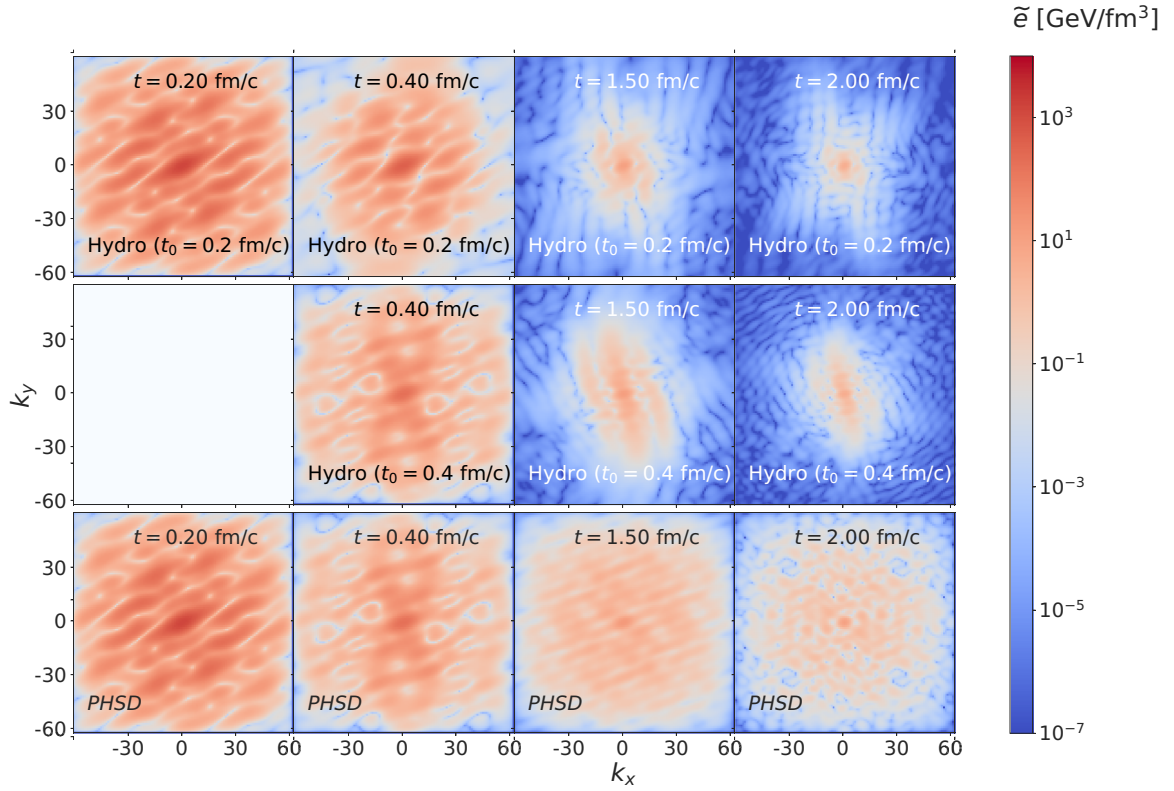 ẽ [GeV/fm³]
t = 0.20 fm/c
t = 0.40 fm/c
t = 1.50 fm/c
t = 2.00 fm/c
30
0
-30
-60
Hydro (t₀ = 0.2 fm/c)
Hydro (t₀ = 0.2 fm/c)
Hydro (t₀ = 0.2 fm/c)
Hydro (t₀ = 0.2 fm/c)
t = 0.40 fm/c
t = 1.50 fm/c
t = 2.00 fm/c
30
0
-30
-60
k_y
Hydro (t₀ = 0.4 fm/c)
Hydro (t₀ = 0.4 fm/c)
Hydro (t₀ = 0.4 fm/c)
t = 0.20 fm/c
t = 0.40 fm/c
t = 1.50 fm/c
t = 2.00 fm/c
30
0
-30
-60
PHSD
PHSD
PHSD
PHSD
-30 0 30 60
-30 0 30 60
-30 0 30 60
-30 0 30 60
k_x
10³
10¹
10⁻¹
10⁻³
10⁻⁵
10⁻⁷